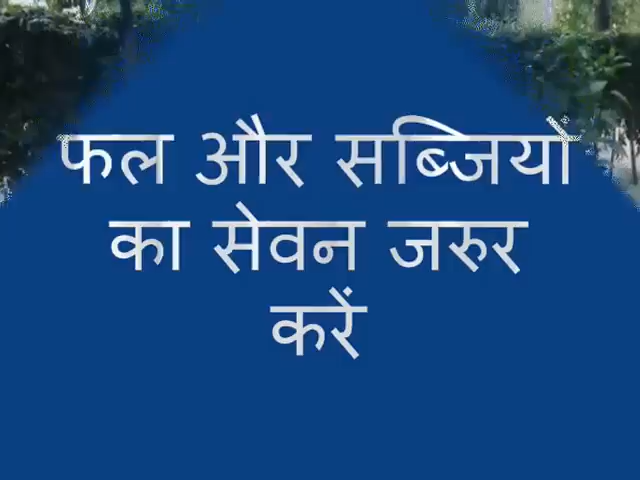 फल और सब्जियो
का सेवन जरुर
करें